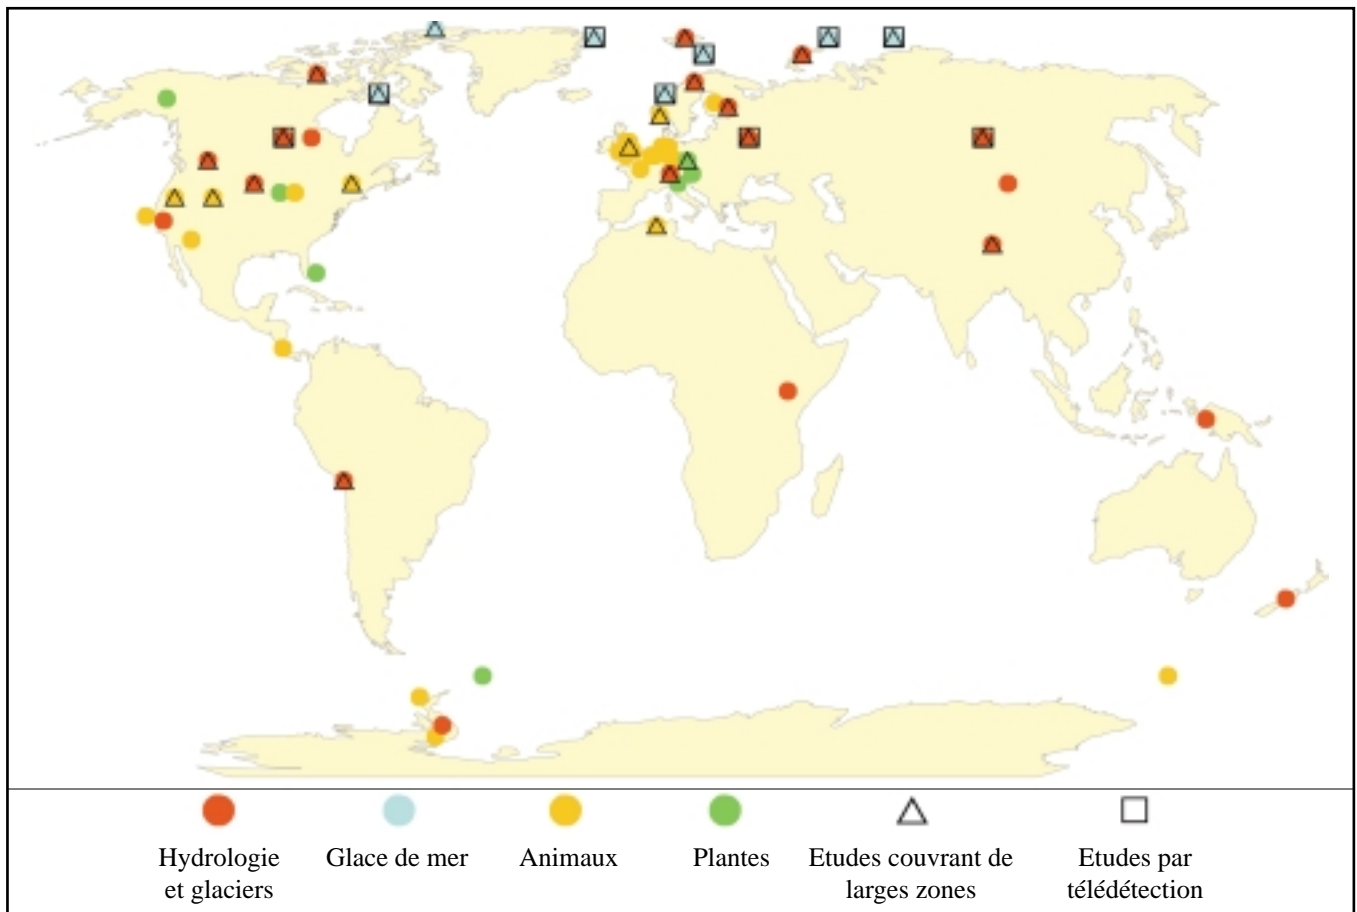 Hydrologie
et glaciers
Glace de mer
Animaux
Plantes
Etudes couvrant de
larges zones
Etudes par
télédétection